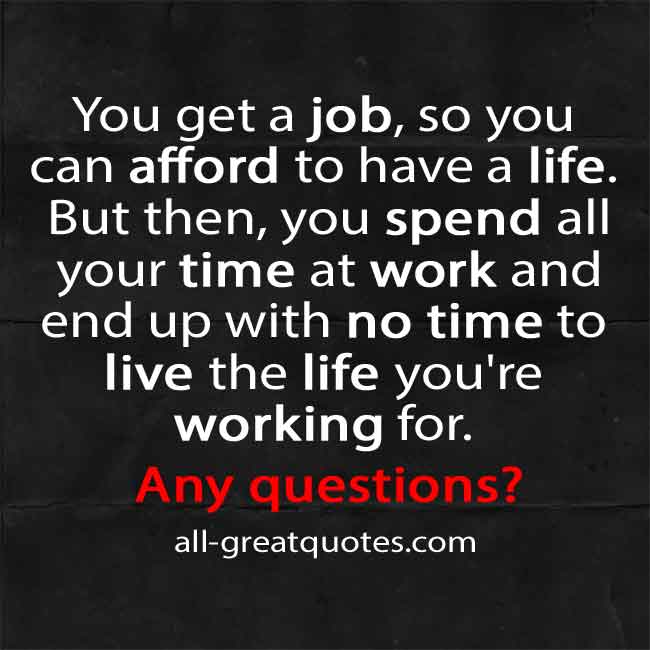 You get a job, so you
can afford to have a life.
But then, you spend all
your time at work and
end up with no time to
live the life you're
working for.
Any questions?
all-greatquotes.com